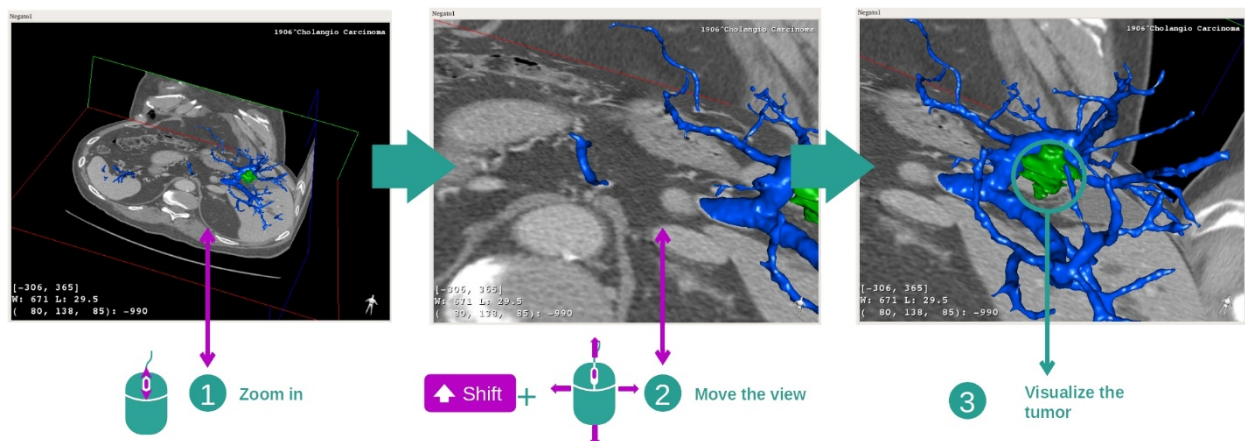 Negato1
1906^Cholangio Carcinoma
[-306, 365]
W: 671 L: 29.5
( 80, 138, 85): -990
Negato1
1906^Cholangio Carcinoma
[-306, 365]
W: 671 L: 29.5
( 80, 138, 85): -990
Negato1
1906^Cholangio Carcinoma
[-306, 365]
W: 671 L: 29.5
( 80, 138, 85): -990
1 Zoom in
Shift + 2 Move the view
3 Visualize the
tumor